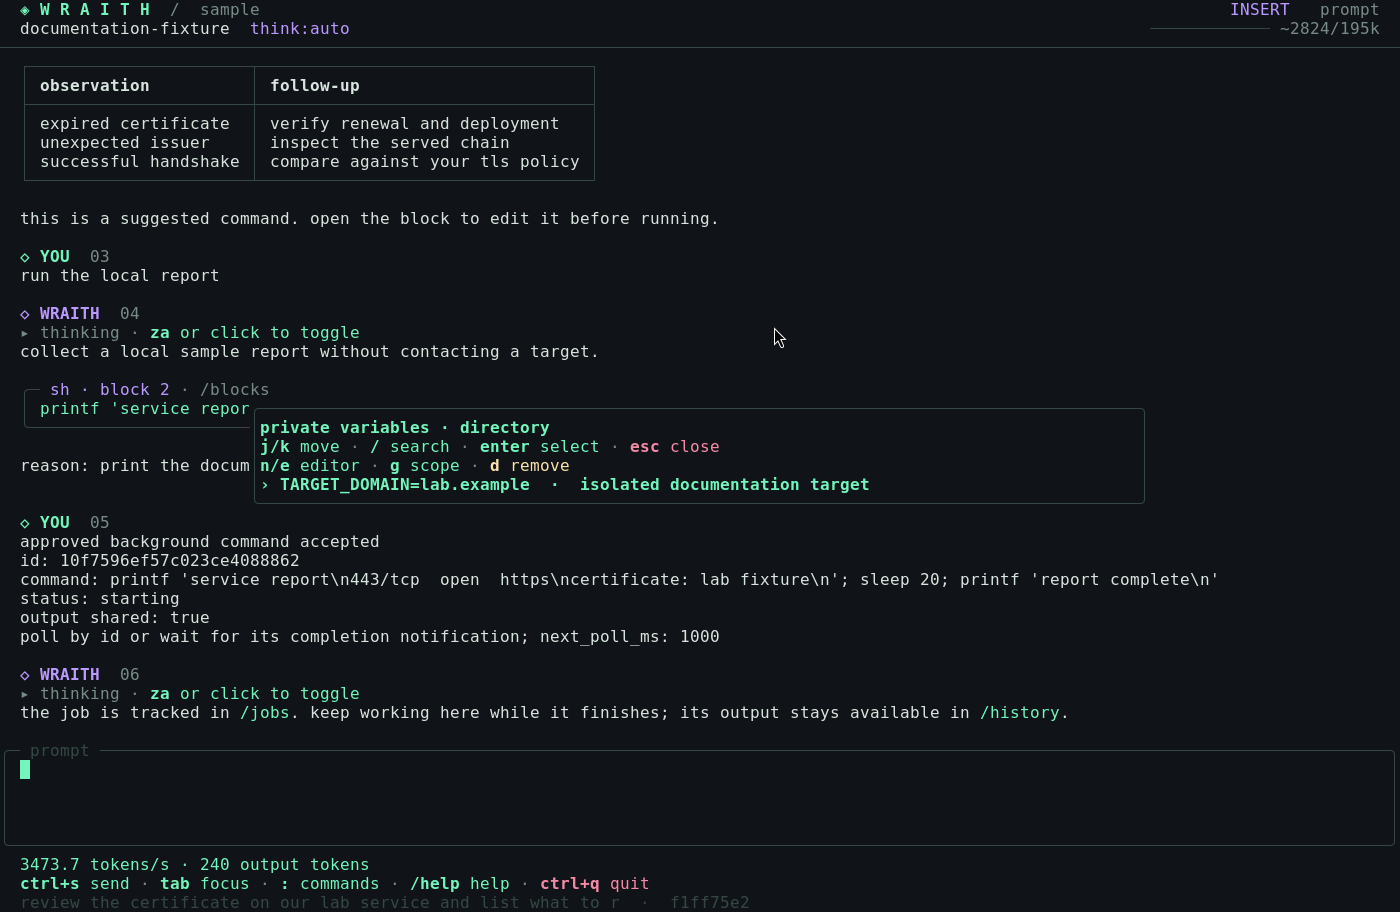 ◈ W R A I T H / sample INSERT prompt
documentation-fixture think:auto ~2824/195k
observation follow-up
expired certificate verify renewal and deployment
unexpected issuer inspect the served chain
successful handshake compare against your tls policy
this is a suggested command. open the block to edit it before running.
◇ YOU 03
run the local report
◇ WRAITH 04
▸ thinking · za or click to toggle
collect a local sample report without contacting a target.
sh · block 2 · /blocks
printf 'service repor
private variables · directory
j/k move · / search · enter select · esc close
reason: print the docum
n/e editor · g scope · d remove
› TARGET_DOMAIN=lab.example · isolated documentation target
◇ YOU 05
approved background command accepted
id: 10f7596ef57c023ce4088862
command: printf 'service report\n443/tcp  open  https\ncertificate: lab fixture\n'; sleep 20; printf 'report complete\n'
status: starting
output shared: true
poll by id or wait for its completion notification; next_poll_ms: 1000
◇ WRAITH 06
▸ thinking · za or click to toggle
the job is tracked in /jobs. keep working here while it finishes; its output stays available in /history.
prompt
3473.7 tokens/s · 240 output tokens
ctrl+s send · tab focus · : commands · /help help · ctrl+q quit
review the certificate on our lab service and list what to r · f1ff75e2